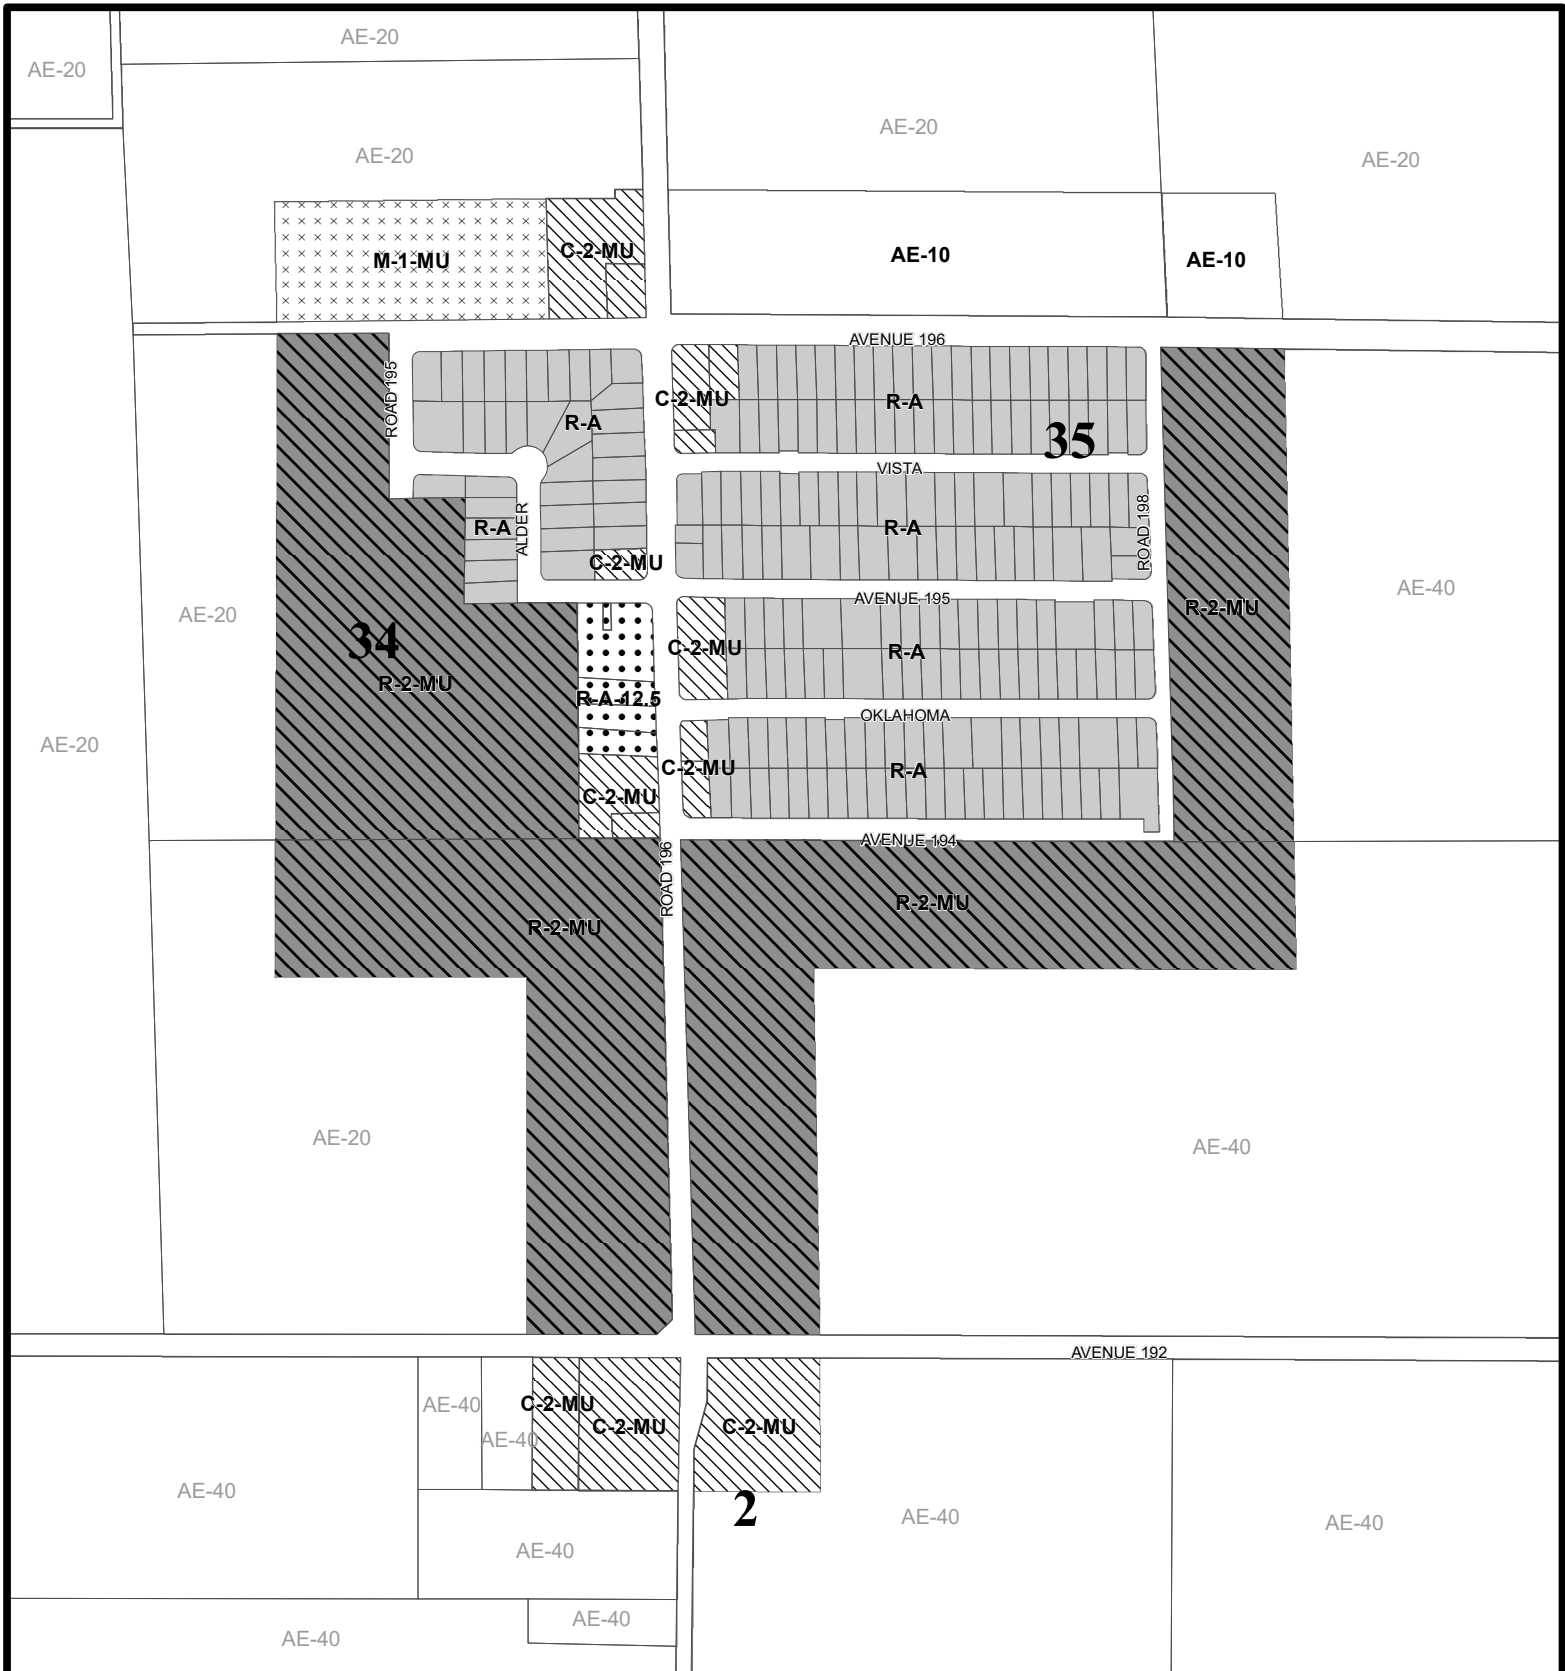 AE-20
AE-20
AE-20
AE-20
AE-20
M-1-MU
C-2-MU
AE-10
AE-10
AVENUE 196
ROAD 195
C-2-MU
R-A
R-A
35
VISTA
R-A
ALDER
R-A
ROAD 198
C-2-MU
AE-40
AVENUE 195
R-2-MU
AE-20
34
C-2-MU
R-A
R-2-MU
R-A-12.5
OKLAHOMA
AE-20
C-2-MU
R-A
C-2-MU
AVENUE 194
ROAD 196
R-2-MU
R-2-MU
AE-20
AE-40
AVENUE 192
AE-40
C-2-MU
AE-40
C-2-MU
C-2-MU
AE-40
2
AE-40
AE-40
AE-40
AE-40
AE-40